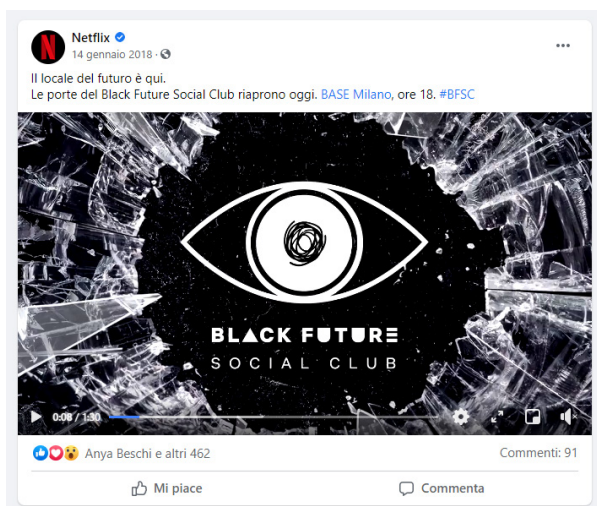 Netflix
14 gennaio 2018 ·
Il locale del futuro è qui.
Le porte del Black Future Social Club riaprono oggi. BASE Milano, ore 18. #BFSC
BLACK FUTURE
SOCIAL CLUB
0:08 / 1:30
Anya Beschi e altri 462
Commenti: 91
Mi piace
Commenta